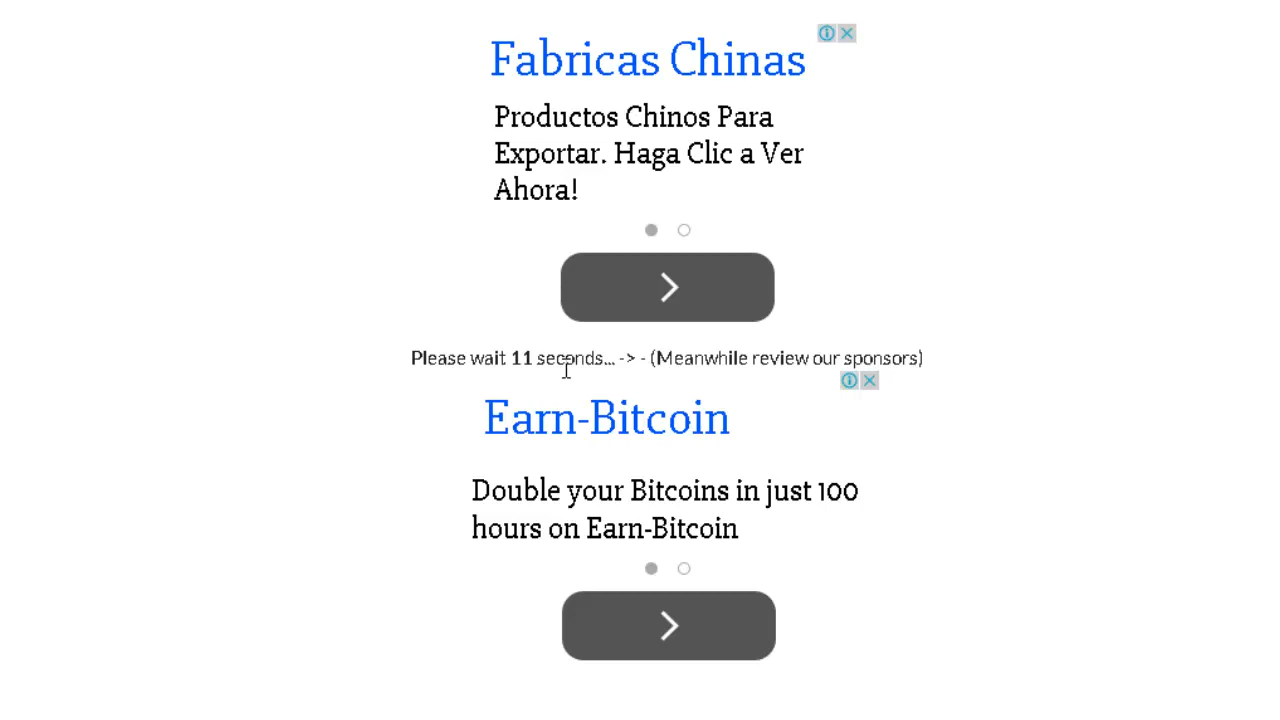 Fabricas Chinas
Productos Chinos Para
Exportar. Haga Clic a Ver
Ahora!
Please wait 11 seconds... -> - (Meanwhile review our sponsors)
Earn-Bitcoin
Double your Bitcoins in just 100
hours on Earn-Bitcoin